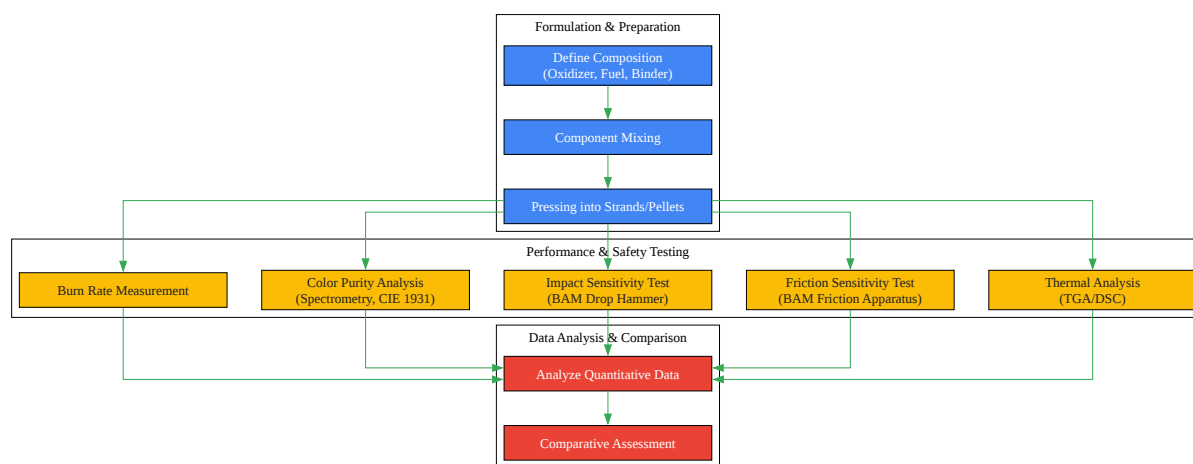 Formulation & Preparation
Define Composition
(Oxidizer, Fuel, Binder)
Component Mixing
Pressing into Strands/Pellets
Performance & Safety Testing
Burn Rate Measurement
Color Purity Analysis
(Spectrometry, CIE 1931)
Impact Sensitivity Test
(BAM Drop Hammer)
Friction Sensitivity Test
(BAM Friction Apparatus)
Thermal Analysis
(TGA/DSC)
Data Analysis & Comparison
Analyze Quantitative Data
Comparative Assessment